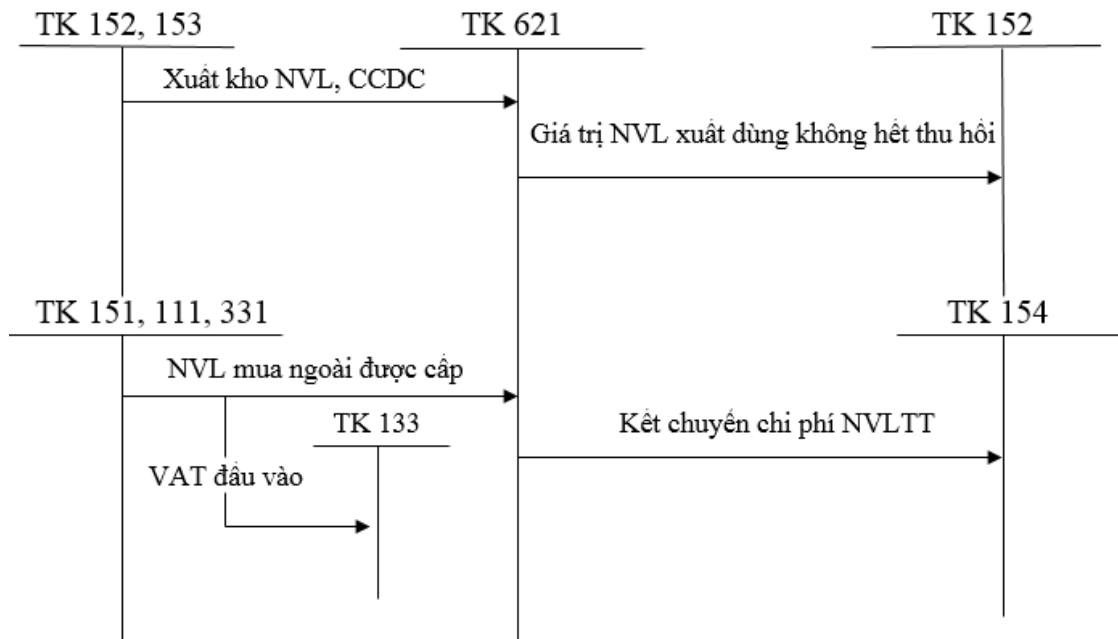 TK 152, 153
TK 621
TK 152
Xuất kho NVL, CCDC
Giá trị NVL xuất dùng không hết thu hồi
TK 151, 111, 331
TK 154
NVL mua ngoài được cấp
TK 133
Kết chuyển chi phí NVLTT
VAT đầu vào